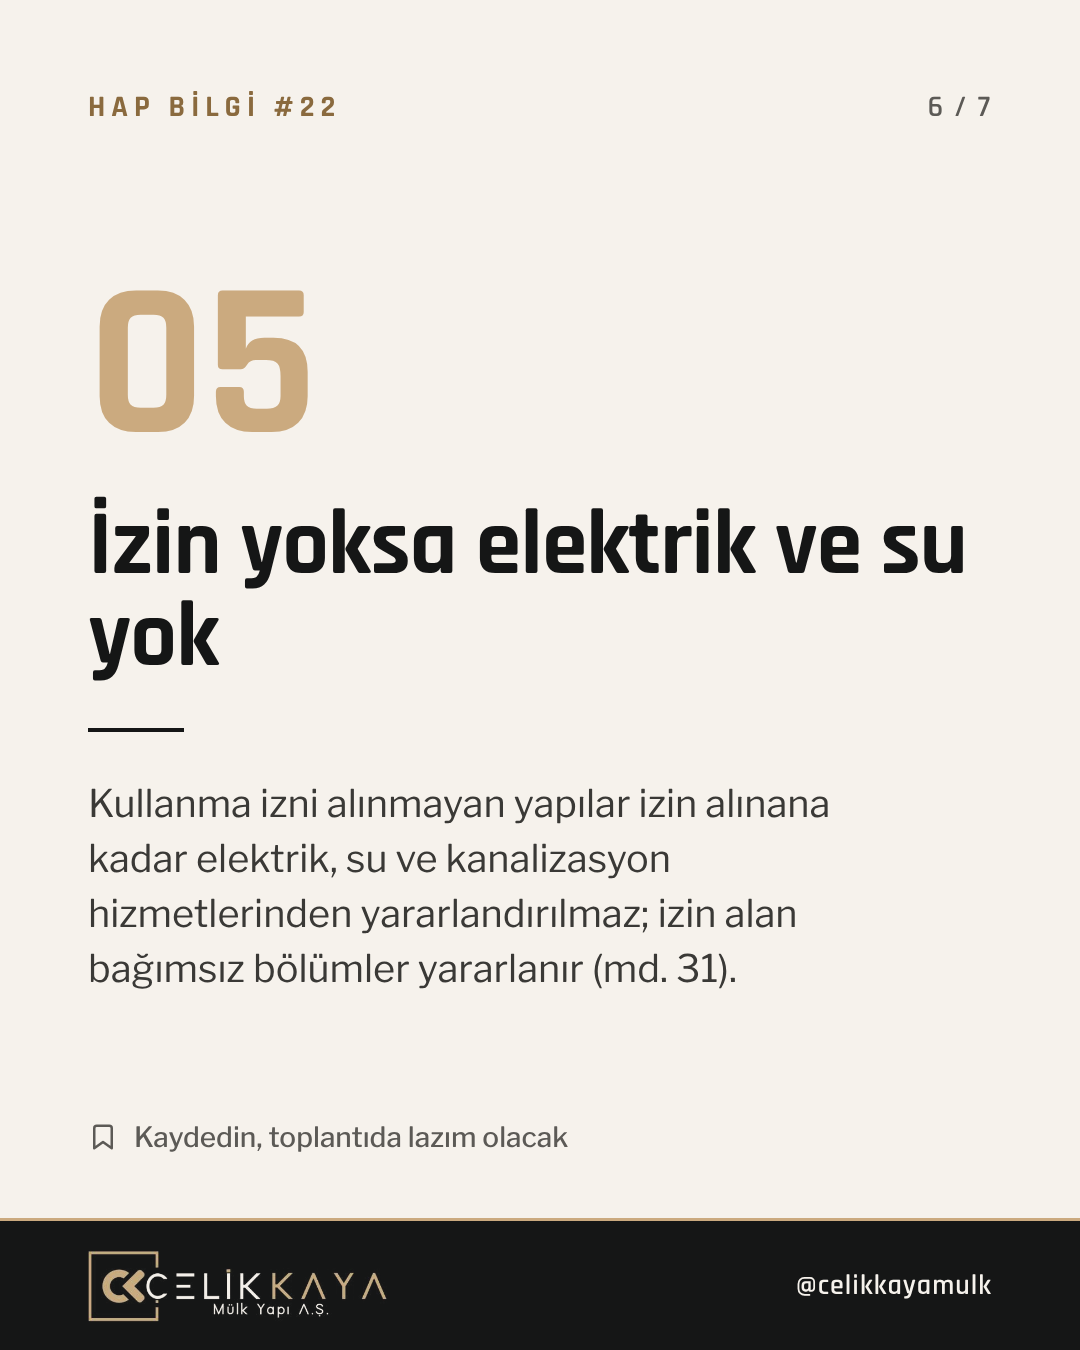 HAP BİLGİ #22
6 / 7
05
İzin yoksa elektrik ve su
yok
Kullanma izni alınmayan yapılar izin alınana
kadar elektrik, su ve kanalizasyon
hizmetlerinden yararlandırılmaz; izin alan
bağımsız bölümler yararlanır (md. 31).
Kaydedin, toplantıda lazım olacak
ÇELİKKAYA
Mülk Yapı A.Ş.
@celikkayamulk